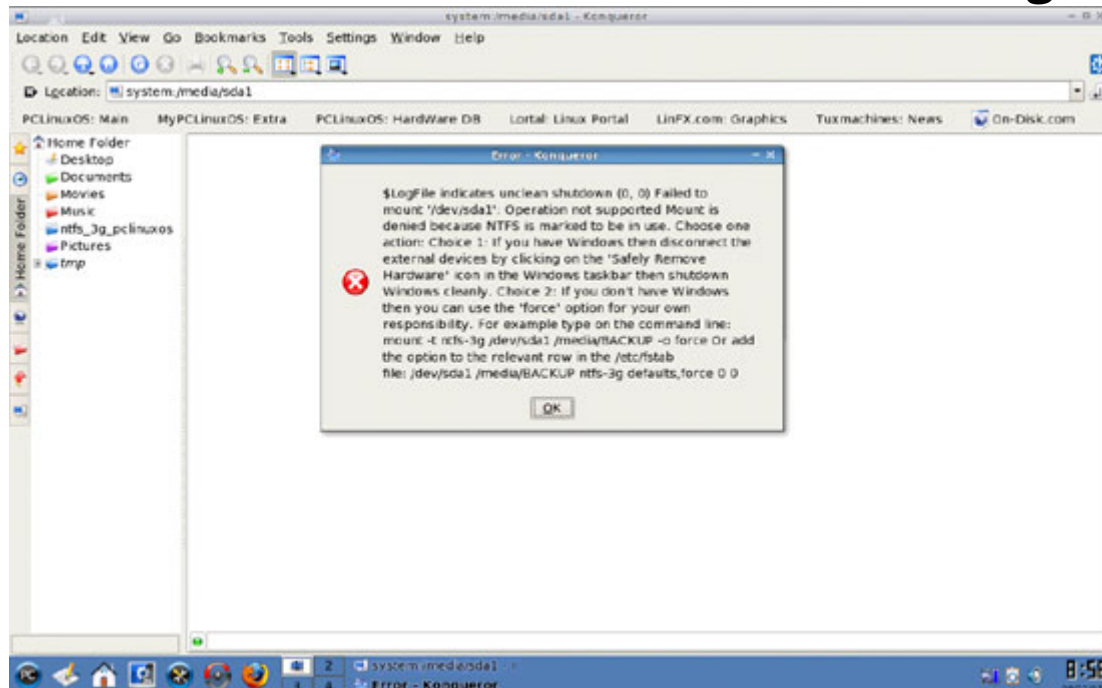 system:/media/sda1 - Konqueror
Location Edit View Go Bookmarks Tools Settings Window Help
Location: system:/media/sda1
PCLinuxOS: Main MyPCLinuxOS: Extra PCLinuxOS: HardWare DB Lortal: Linux Portal LinFX.com: Graphics Tuxmachines: News On-Disk.com
Home Folder
Home Folder
Desktop
Documents
Movies
Music
ntfs_3g_pclinuxos
Pictures
tmp
Error - Konqueror
$LogFile indicates unclean shutdown (0, 0) Failed to
mount '/dev/sda1': Operation not supported Mount is
denied because NTFS is marked to be in use. Choose one
action: Choice 1: If you have Windows then disconnect the
external devices by clicking on the 'Safely Remove
Hardware' icon in the Windows taskbar then shutdown
Windows cleanly. Choice 2: If you don't have Windows
then you can use the 'force' option for your own
responsibility. For example type on the command line:
mount -t ntfs-3g /dev/sda1 /media/BACKUP -o force Or add
the option to the relevant row in the /etc/fstab
file: /dev/sda1 /media/BACKUP ntfs-3g defaults,force 0 0
OK
2 system:/media/sda1 -
3 4 Error - Konqueror